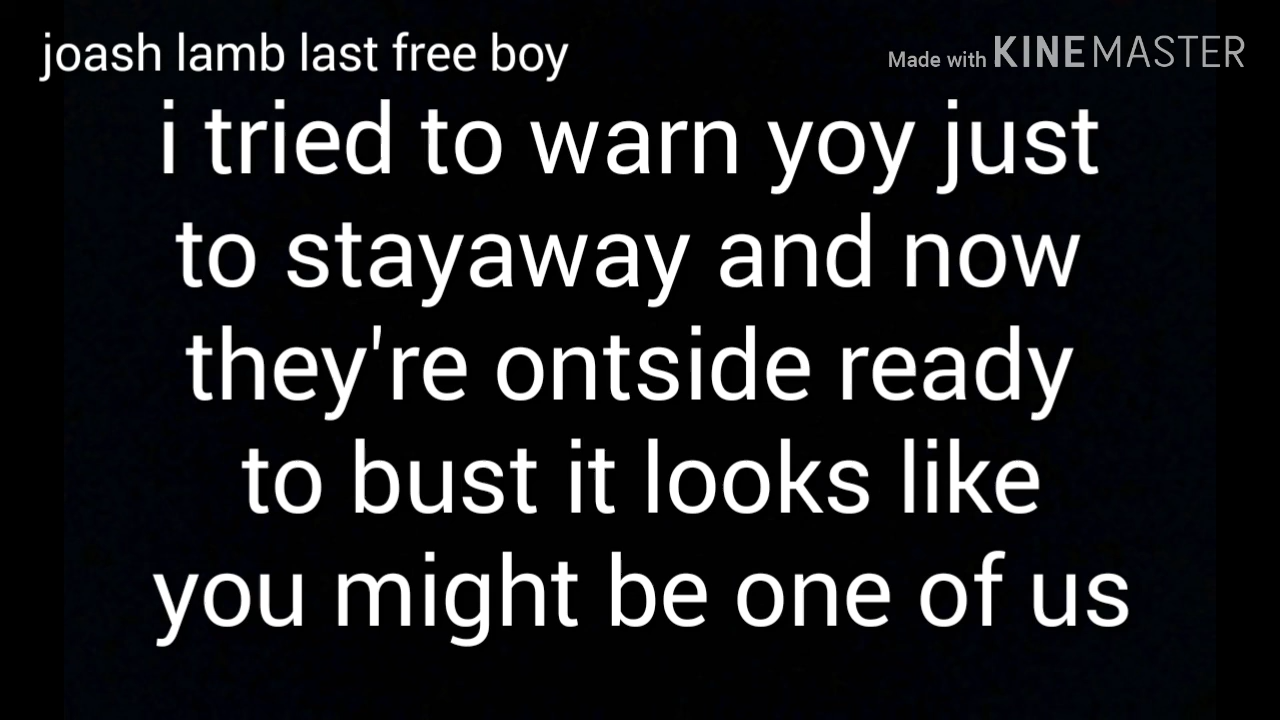 joash lamb last free boy
Made with KINEMASTER
i tried to warn yoy just
to stayaway and now
they're ontside ready
to bust it looks like
you might be one of us